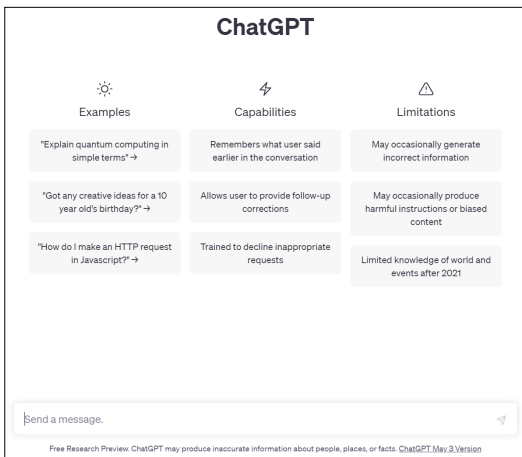 ChatGPT
Examples
"Explain quantum computing in
simple terms" →
"Got any creative ideas for a 10
year old's birthday?" →
"How do I make an HTTP request
in Javascript?" →
Capabilities
Remembers what user said
earlier in the conversation
Allows user to provide follow-up
corrections
Trained to decline inappropriate
requests
Limitations
May occasionally generate
incorrect information
May occasionally produce
harmful instructions or biased
content
Limited knowledge of world and
events after 2021
Send a message.
Free Research Preview. ChatGPT may produce inaccurate information about people, places, or facts. ChatGPT May 3 Version